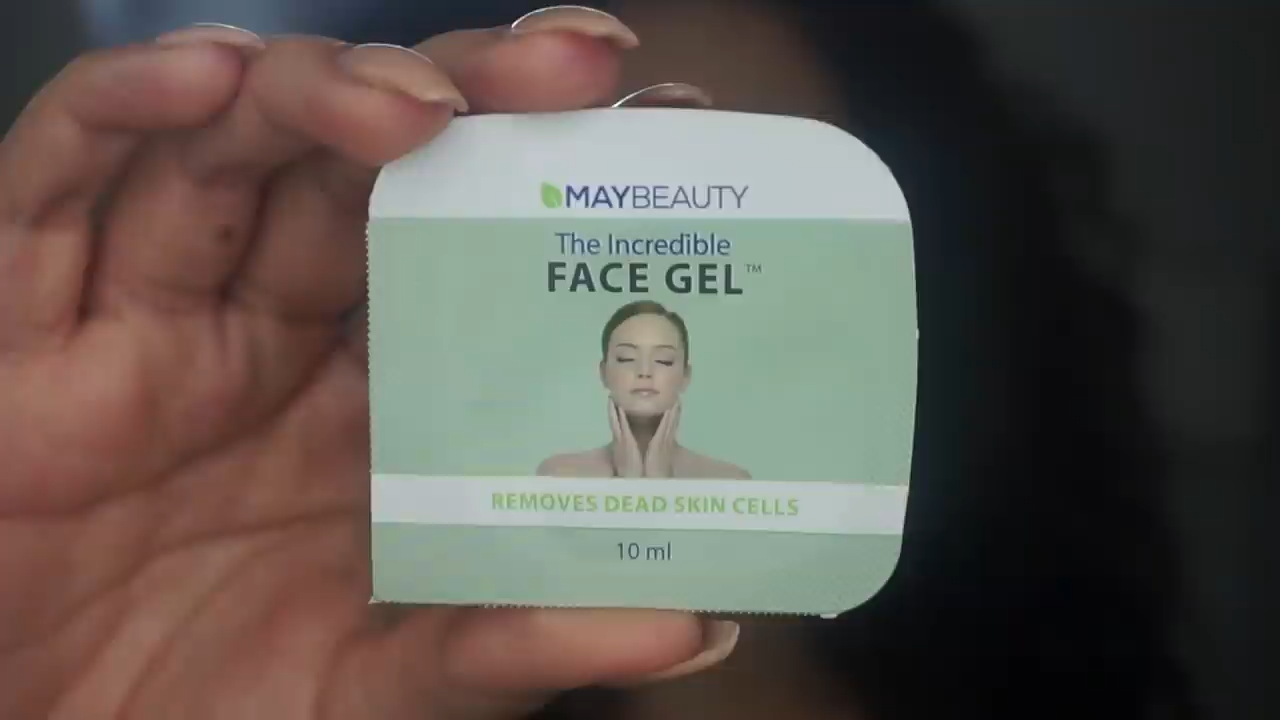 MAYBEAUTY
The Incredible
FACE GEL™
REMOVES DEAD SKIN CELLS
10 ml